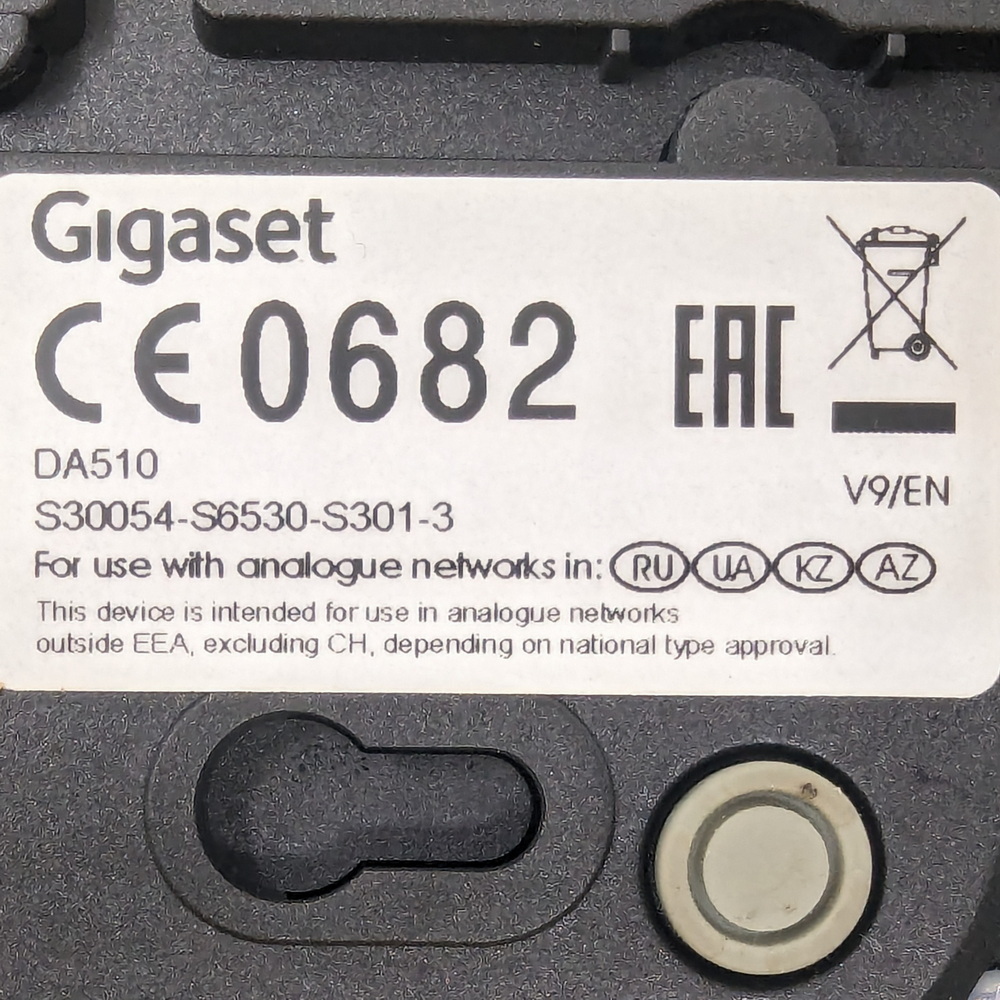 Gigaset
CE 0682 EAC
DA510
V9/EN
S30054-S6530-S301-3
For use with analogue networks in: RU UA KZ AZ
This device is intended for use in analogue networks
outside EEA, excluding CH, depending on national type approval.